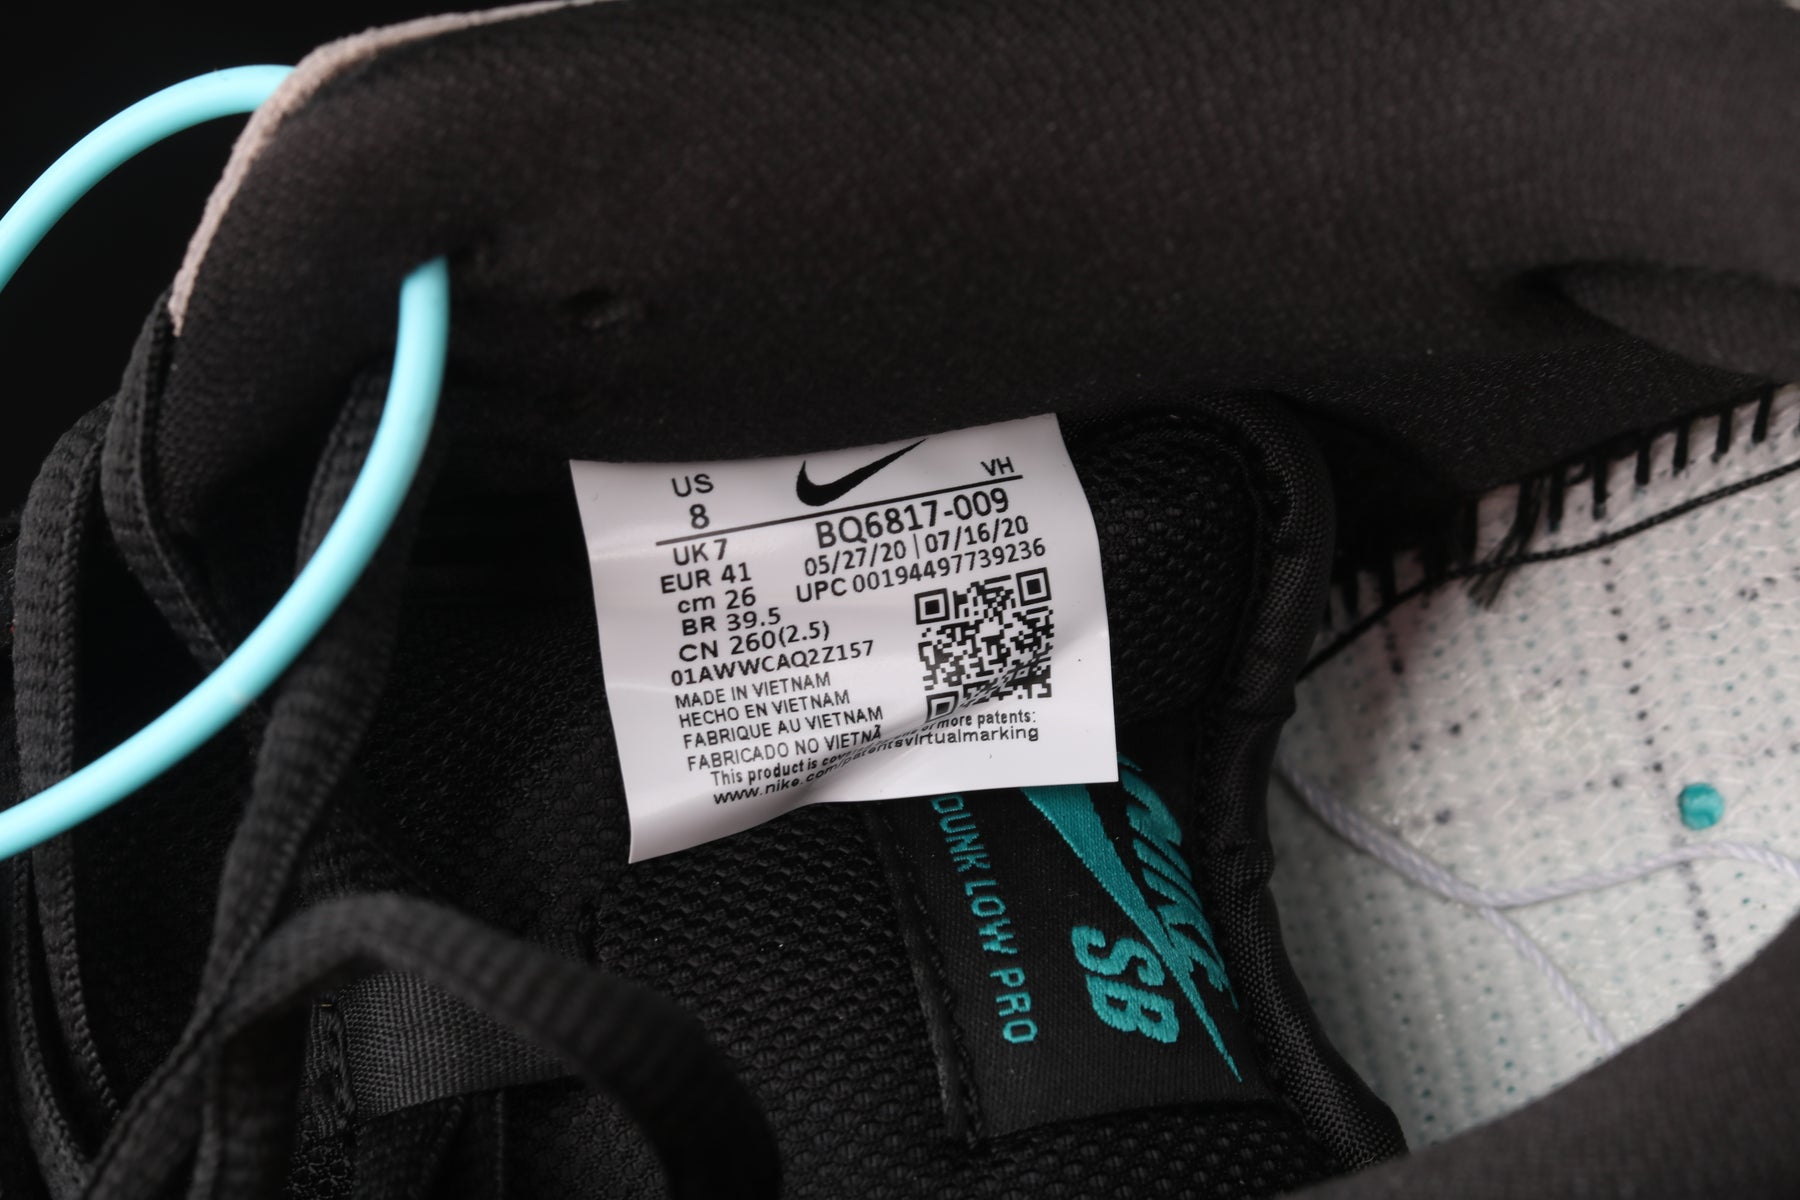 US
8
VH
BQ6817-009
05/27/20 | 07/16/20
UPC 00194497739236
UK 7
EUR 41
cm 26
BR 39.5
CN 260(2.5)
01AWWCAQ2Z157
MADE IN VIETNAM
HECHO EN VIETNAM
FABRIQUE AU VIETNAM
FABRICADO NO VIETNÃ
This product is or more patents:
www.nike.com/patentsvirtualmarking
NIKE
SB
DUNK LOW PRO